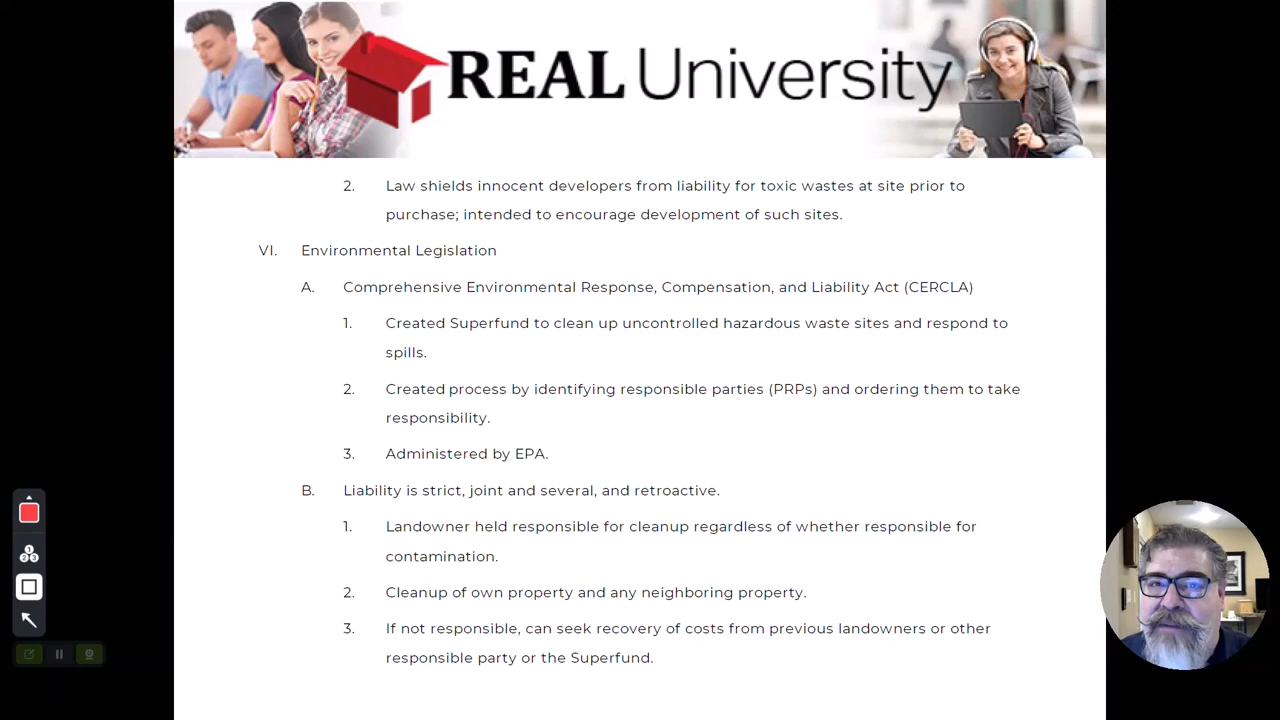 REAL University
2. Law shields innocent developers from liability for toxic wastes at site prior to
purchase; intended to encourage development of such sites.
VI. Environmental Legislation
A. Comprehensive Environmental Response, Compensation, and Liability Act (CERCLA)
1. Created Superfund to clean up uncontrolled hazardous waste sites and respond to
spills.
2. Created process by identifying responsible parties (PRPs) and ordering them to take
responsibility.
3. Administered by EPA.
B. Liability is strict, joint and several, and retroactive.
1. Landowner held responsible for cleanup regardless of whether responsible for
contamination.
2. Cleanup of own property and any neighboring property.
3. If not responsible, can seek recovery of costs from previous landowners or other
responsible party or the Superfund.